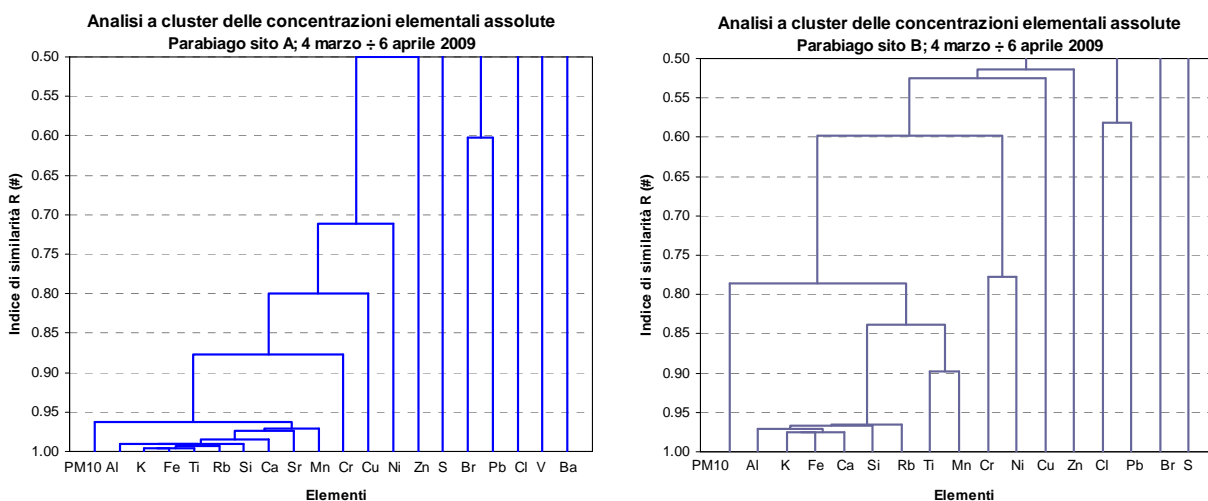 Analisi a cluster delle concentrazioni elementali assolute
Parabiago sito A; 4 marzo ÷ 6 aprile 2009
Indice di similarità R (#)
0.50
0.55
0.60
0.65
0.70
0.75
0.80
0.85
0.90
0.95
1.00
PM10 Al K Fe Ti Rb Si Ca Sr Mn Cr Cu Ni Zn S Br Pb Cl V Ba
Elementi
Analisi a cluster delle concentrazioni elementali assolute
Parabiago sito B; 4 marzo ÷ 6 aprile 2009
Indice di similarità R (#)
0.50
0.55
0.60
0.65
0.70
0.75
0.80
0.85
0.90
0.95
1.00
PM10 Al K Fe Ca Si Rb Ti Mn Cr Ni Cu Zn Cl Pb Br S
Elementi